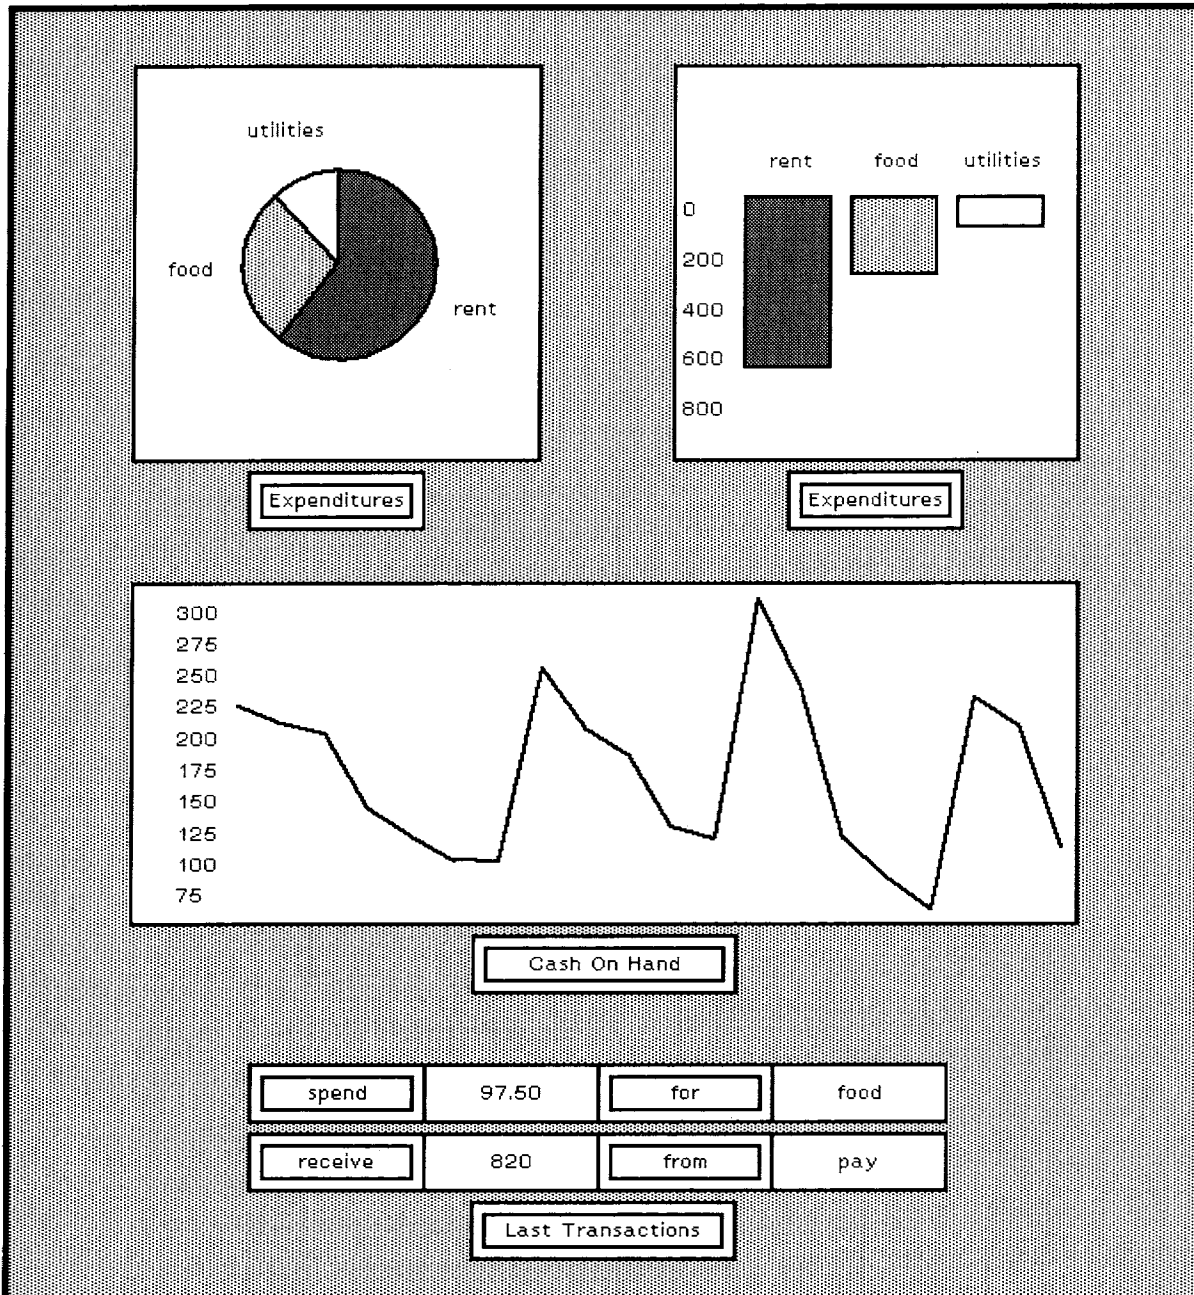 utilities
food
rent
Expenditures
rent food utilities
0
200
400
600
800
Expenditures
300
275
250
225
200
175
150
125
100
75
Cash On Hand
spend 97.50 for food
receive 820 from pay
Last Transactions